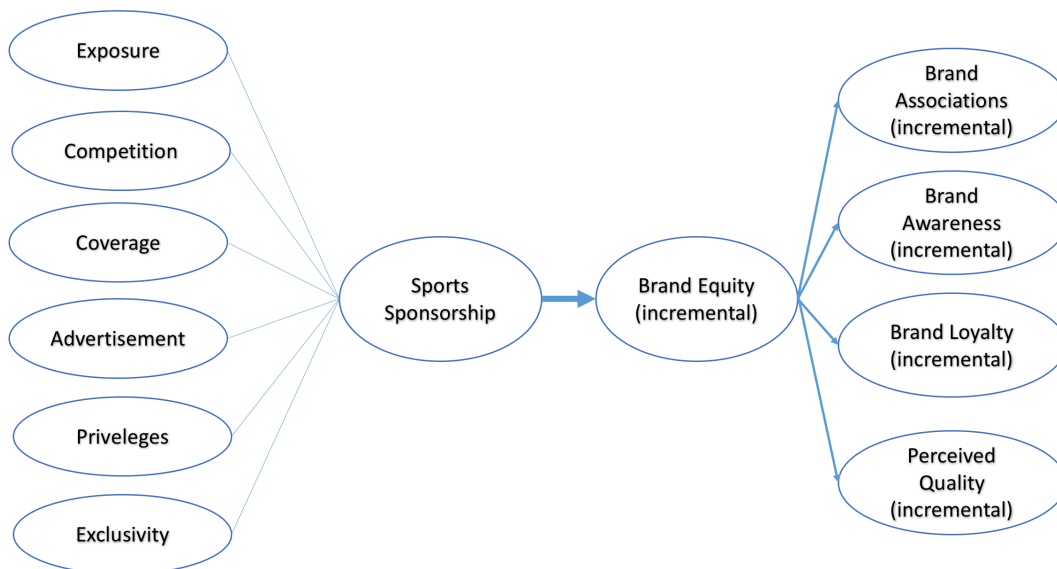 Exposure
Competition
Coverage
Advertisement
Priveleges
Exclusivity
Sports
Sponsorship
Brand Equity
(incremental)
Brand
Associations
(incremental)
Brand
Awareness
(incremental)
Brand Loyalty
(incremental)
Perceived
Quality
(incremental)